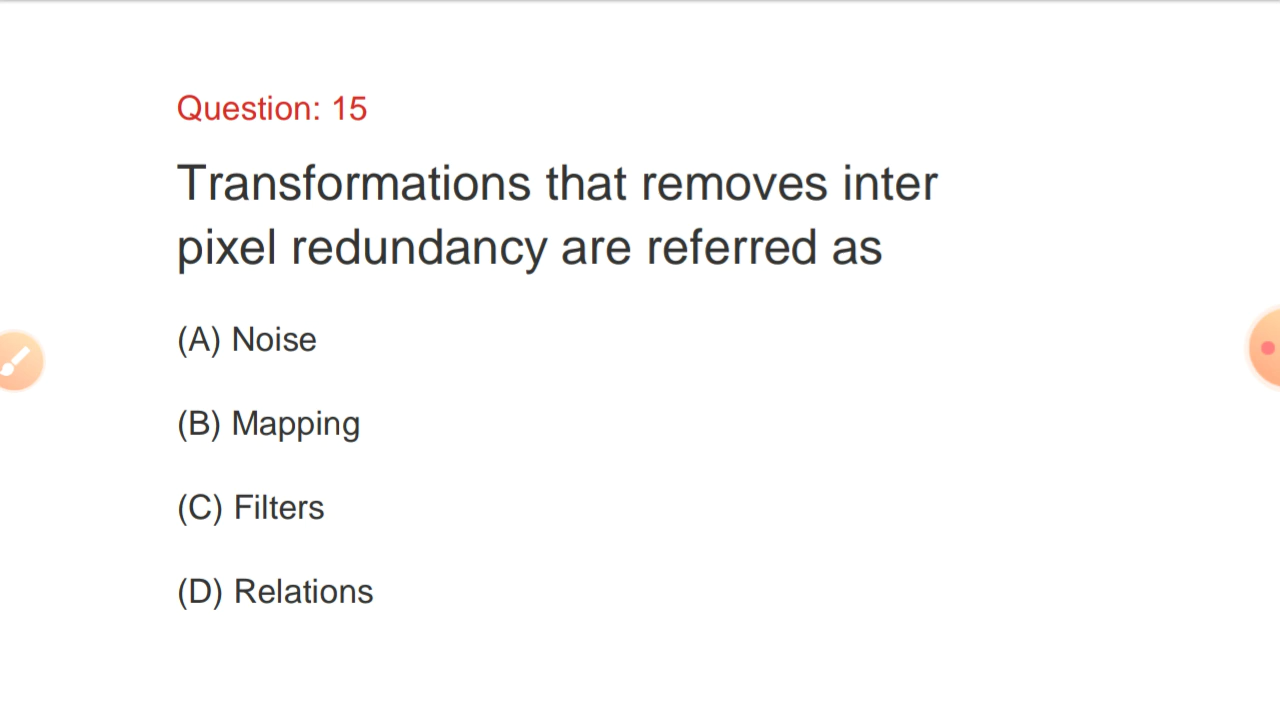 Question: 15
Transformations that removes inter
pixel redundancy are referred as
(A) Noise
(B) Mapping
(C) Filters
(D) Relations